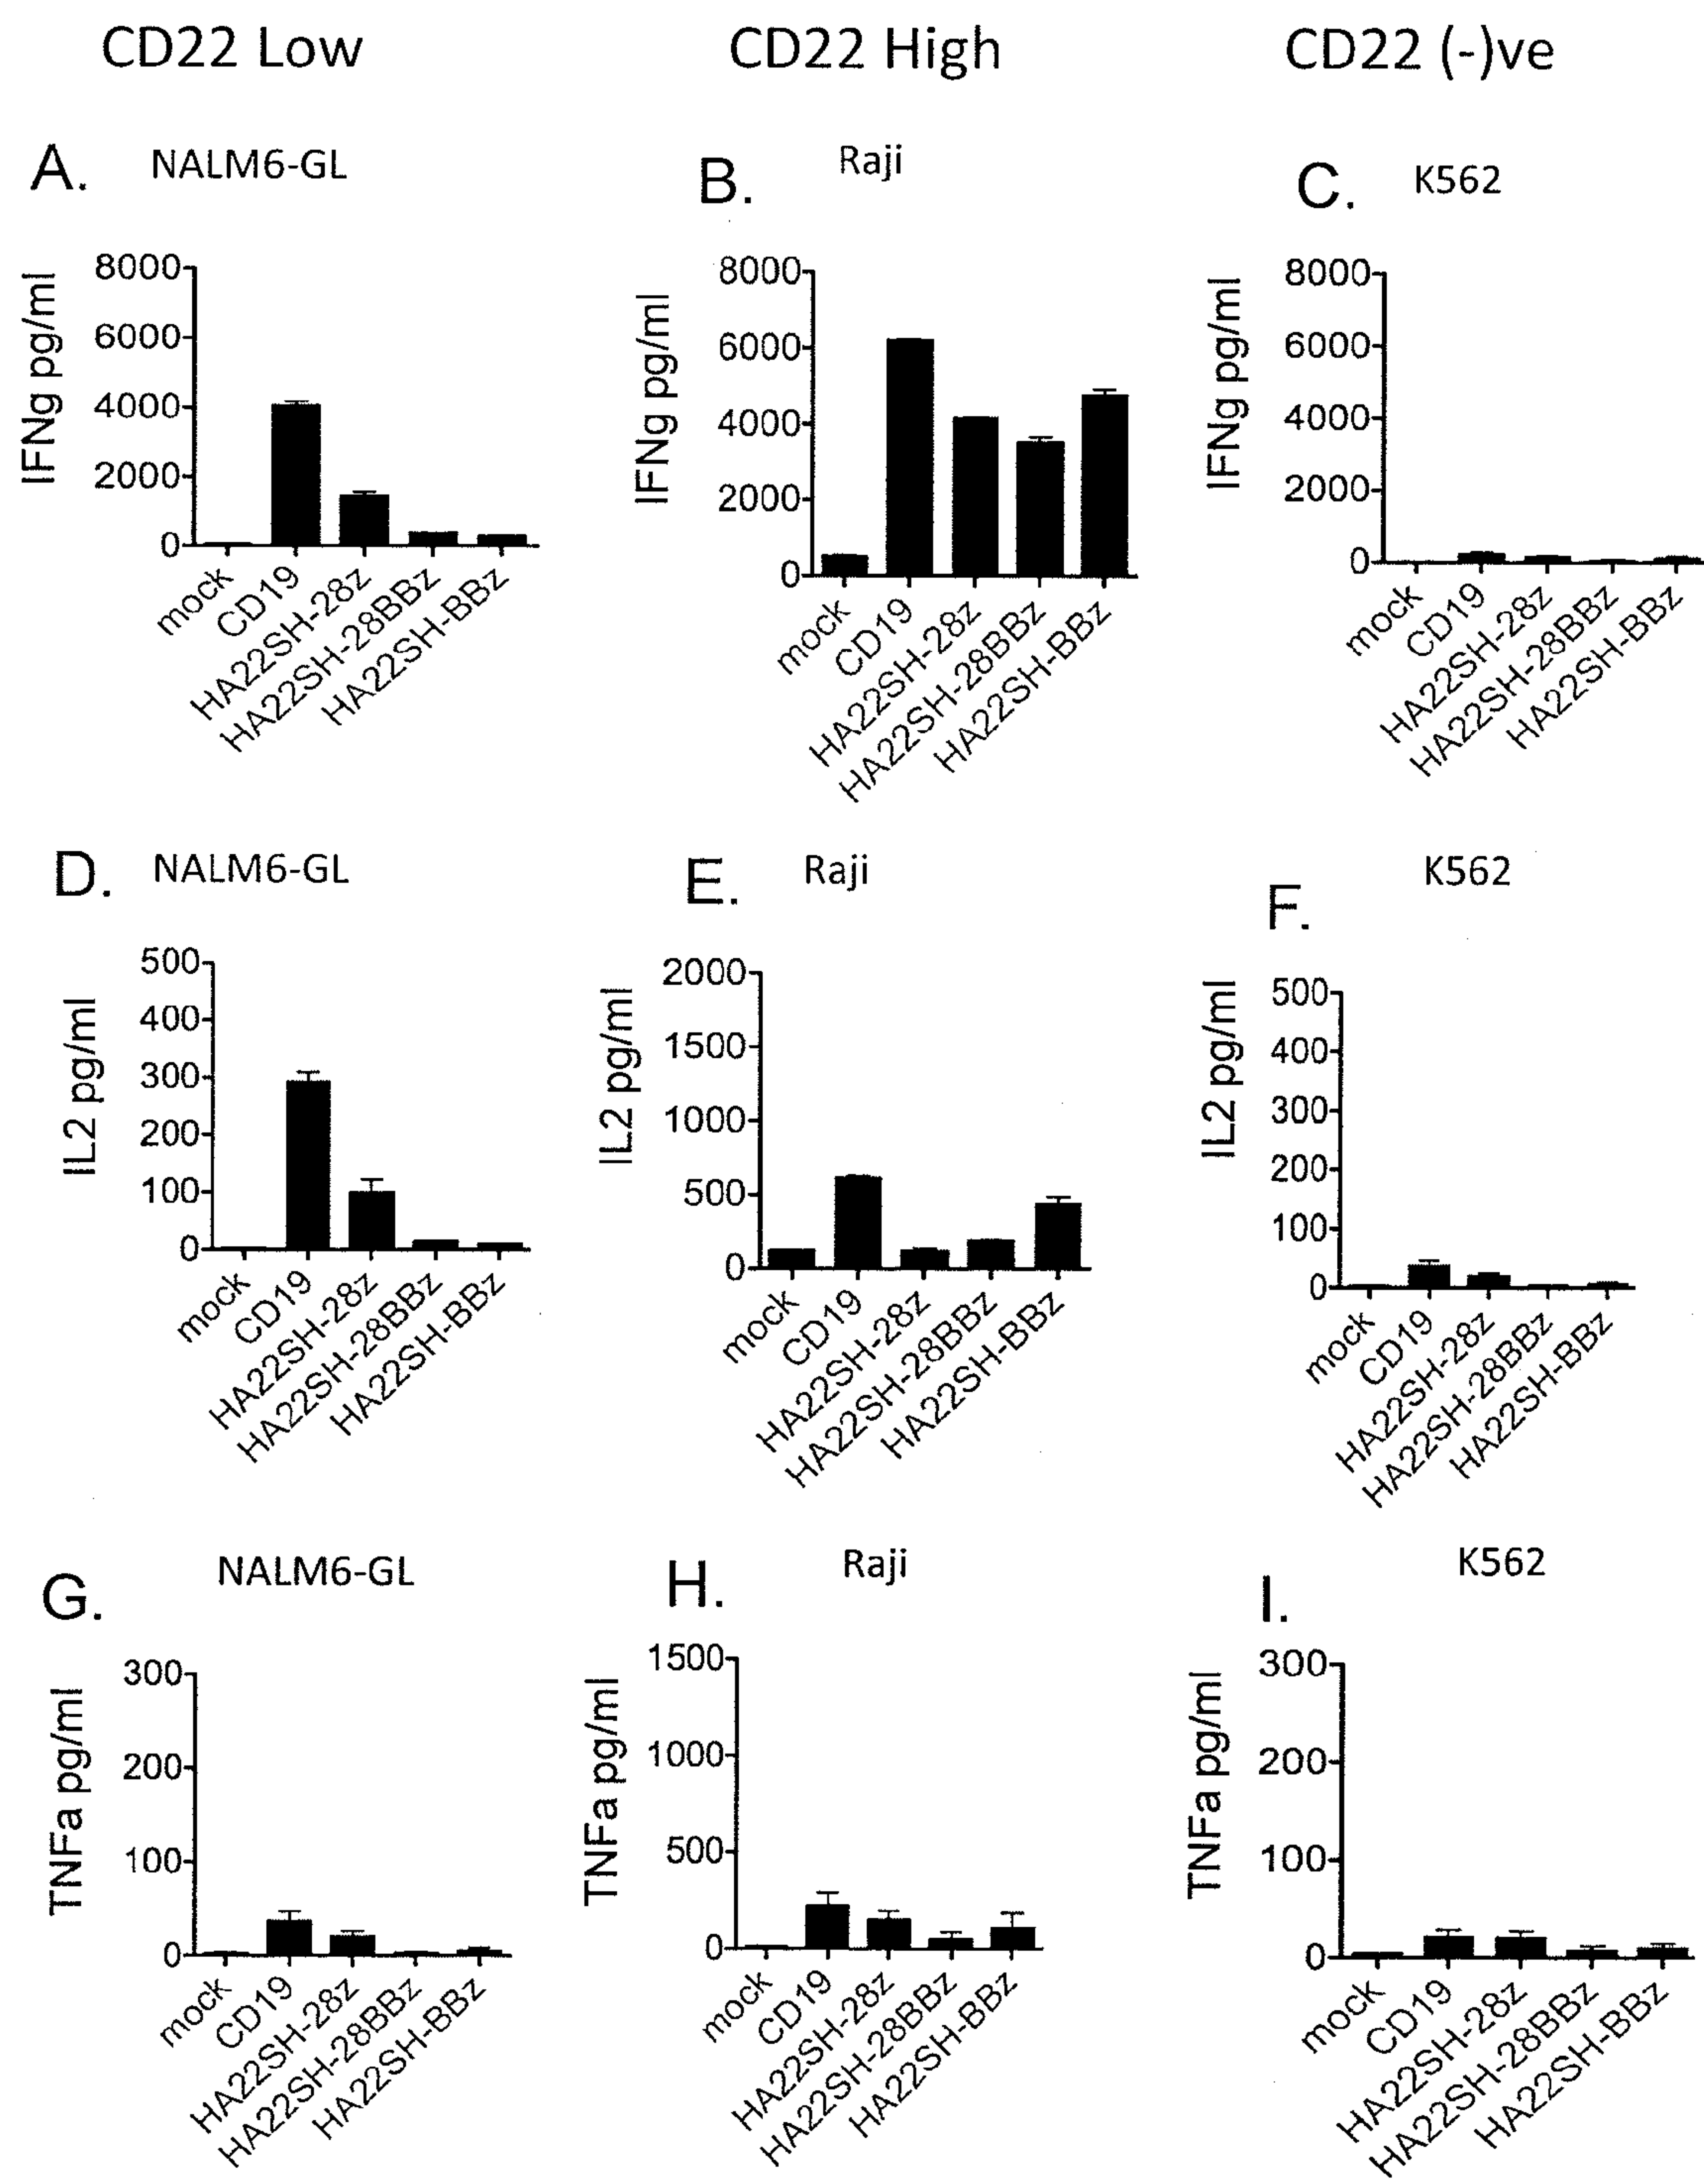 CD22 Low
CD22 High
CD22 (-)ve
A. NALM6-GL
IFNg pg/ml
8000
6000
4000
2000
0
mock
CD19
HA22SH-28z
HA22SH-28BBz
HA22SH-BBz
B. Raji
IFNg pg/ml
8000
6000
4000
2000
0
mock
CD19
HA22SH-28z
HA22SH-28BBz
HA22SH-BBz
C. K562
IFNg pg/ml
8000
6000
4000
2000
0
mock
CD19
HA22SH-28z
HA22SH-28BBz
HA22SH-BBz
D. NALM6-GL
IL2 pg/ml
500
400
300
200
100
0
mock
CD19
HA22SH-28z
HA22SH-28BBz
HA22SH-BBz
E. Raji
IL2 pg/ml
2000
1500
1000
500
0
mock
CD19
HA22SH-28z
HA22SH-28BBz
HA22SH-BBz
F. K562
IL2 pg/ml
500
400
300
200
100
0
mock
CD19
HA22SH-28z
HA22SH-28BBz
HA22SH-BBz
G. NALM6-GL
TNFa pg/ml
300
200
100
0
mock
CD19
HA22SH-28z
HA22SH-28BBz
HA22SH-BBz
H. Raji
TNFa pg/ml
1500
1000
500
0
mock
CD19
HA22SH-28z
HA22SH-28BBz
HA22SH-BBz
I. K562
TNFa pg/ml
300
200
100
0
mock
CD19
HA22SH-28z
HA22SH-28BBz
HA22SH-BBz